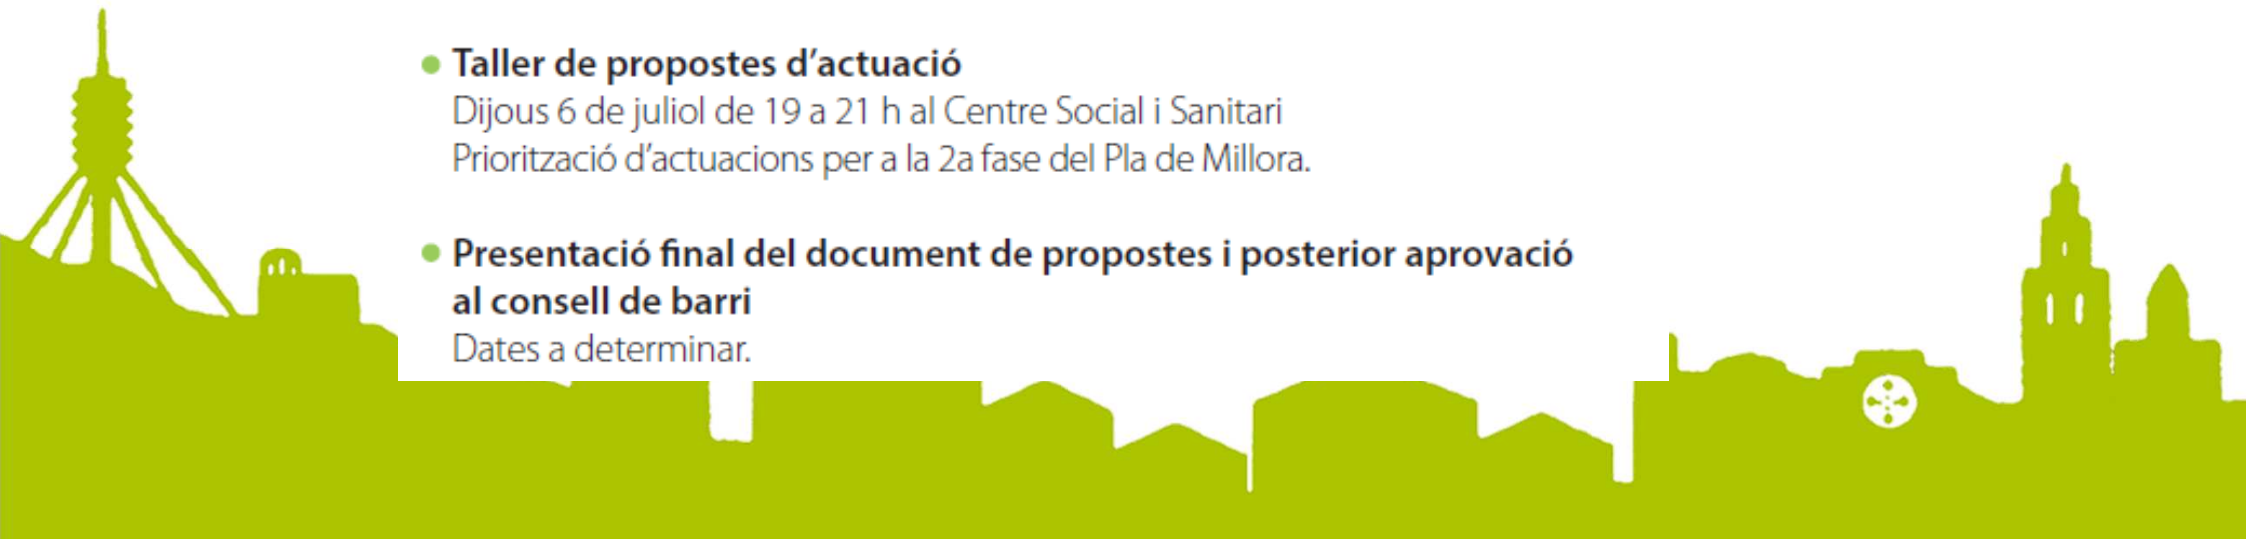 • Taller de propostes d’actuació
Dijous 6 de juliol de 19 a 21 h al Centre Social i Sanitari
Priorització d’actuacions per a la 2a fase del Pla de Millora.
• Presentació final del document de propostes i posterior aprovació
al consell de barri
Dates a determinar.